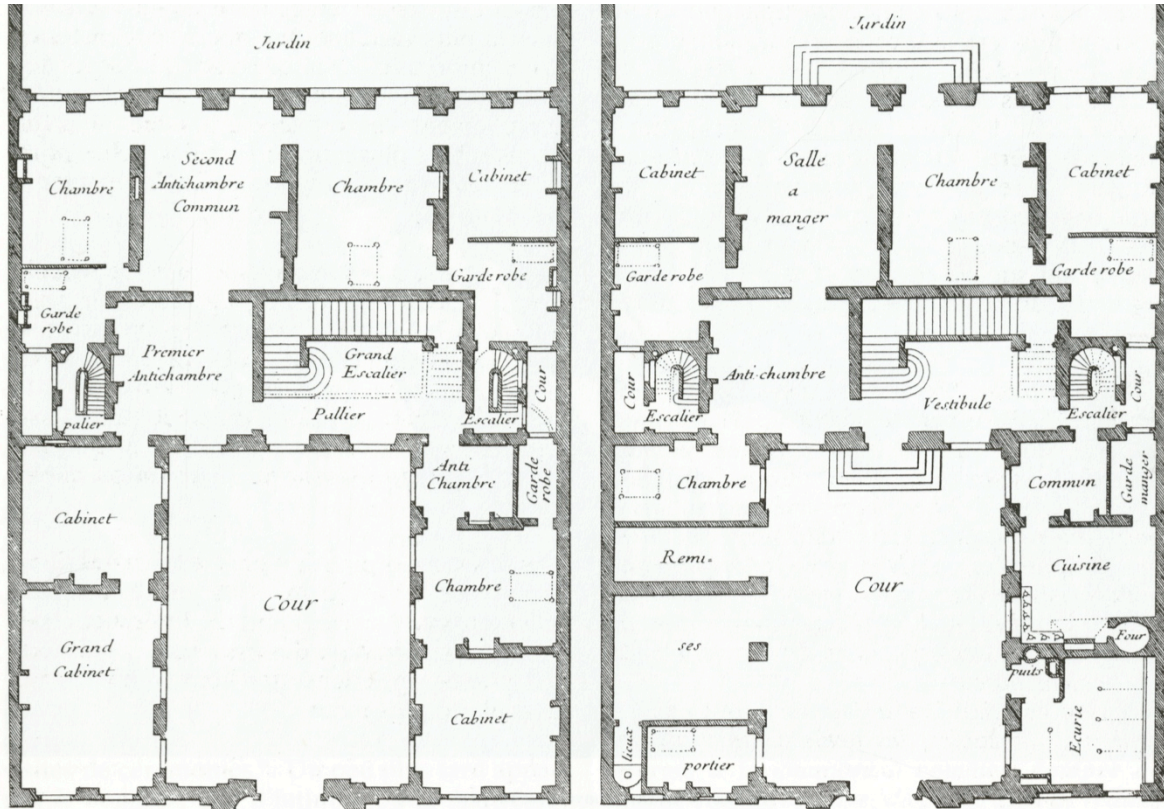 Jardin
Second
Antichambre
Commun
Chambre
Chambre
Cabinet
Garde robe
Garde
robe
Premier
Antichambre
Grand
Escalier
Pallier
palier
Escalier
Cour
Anti
Chambre
Garde
robe
Cabinet
Cour
Chambre
Grand
Cabinet
Cabinet
Jardin
Cabinet
Salle
a
manger
Chambre
Cabinet
Garde robe
Garde robe
Cour
Escalier
Anti-chambre
Vestibule
Escalier
Cour
Chambre
Commun
Garde
manger
Remi.
Cour
Cuisine
ses
Four
puits
lieux
portier
Ecurie